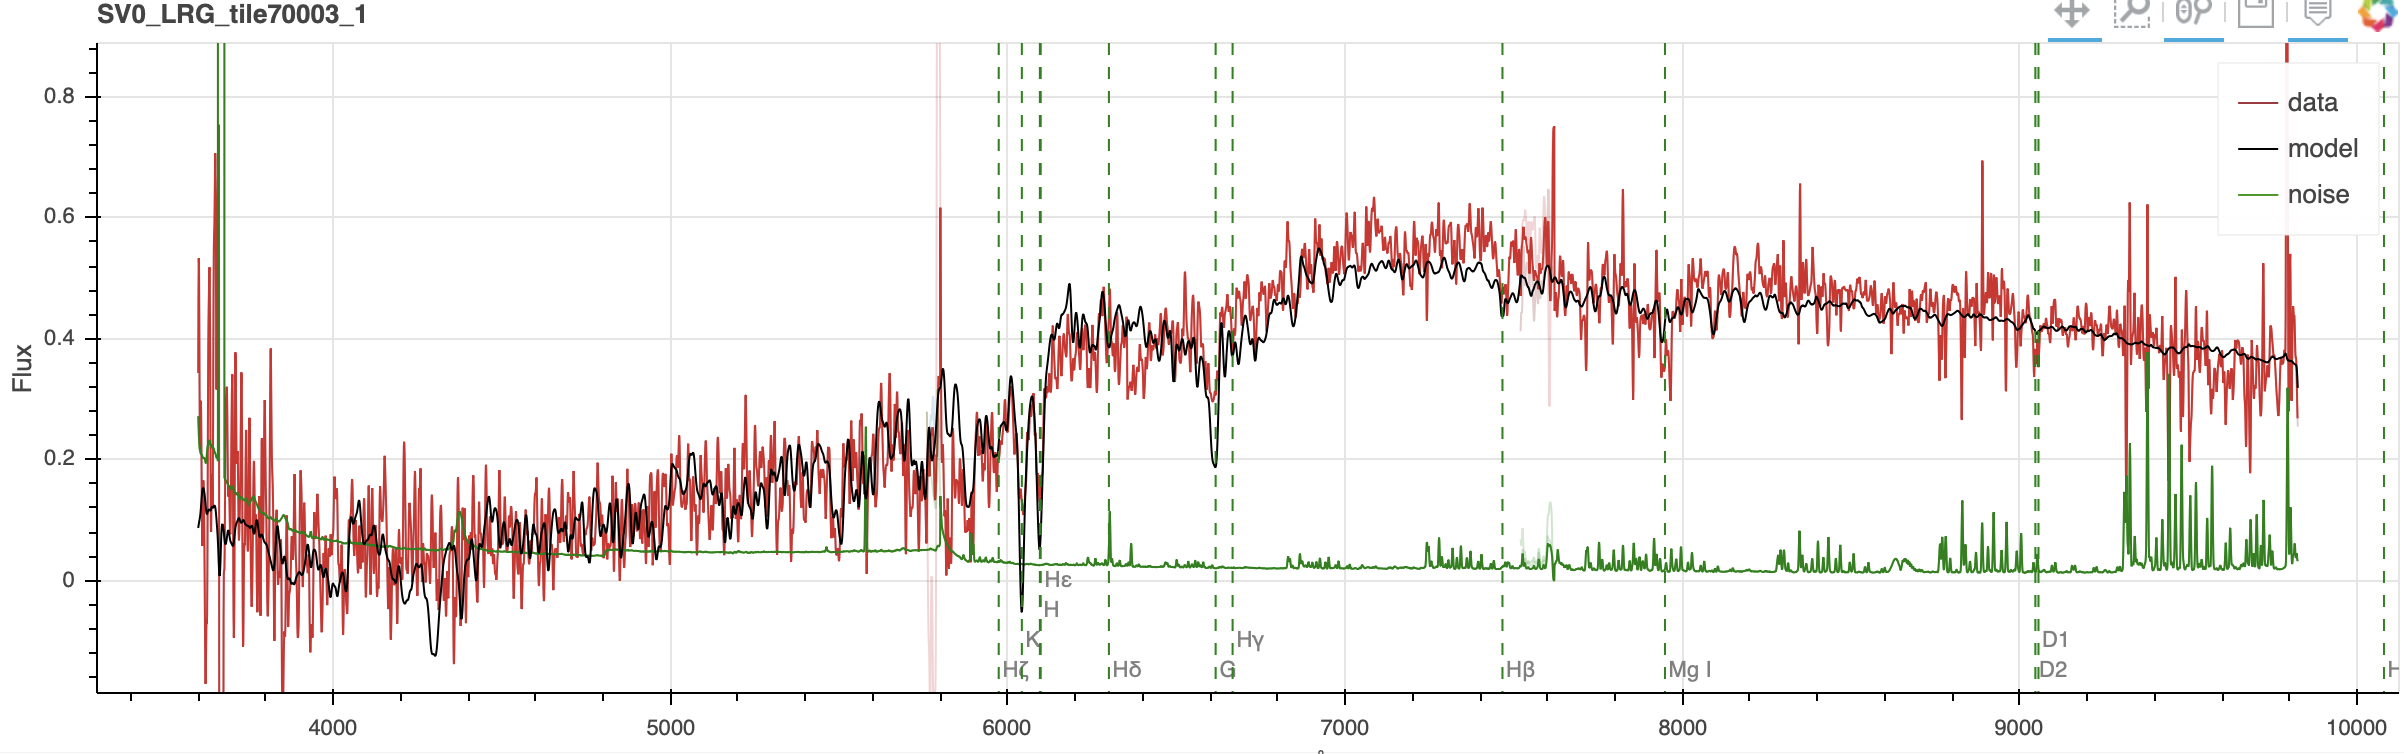 SV0_LRG_tile70003_1
data
model
noise
Flux
0.8
0.6
0.4
0.2
0
Hε
H
K
Hζ
Hδ
G
Hγ
Hβ
Mg I
D1
D2
H
4000
5000
6000
7000
8000
9000
10000